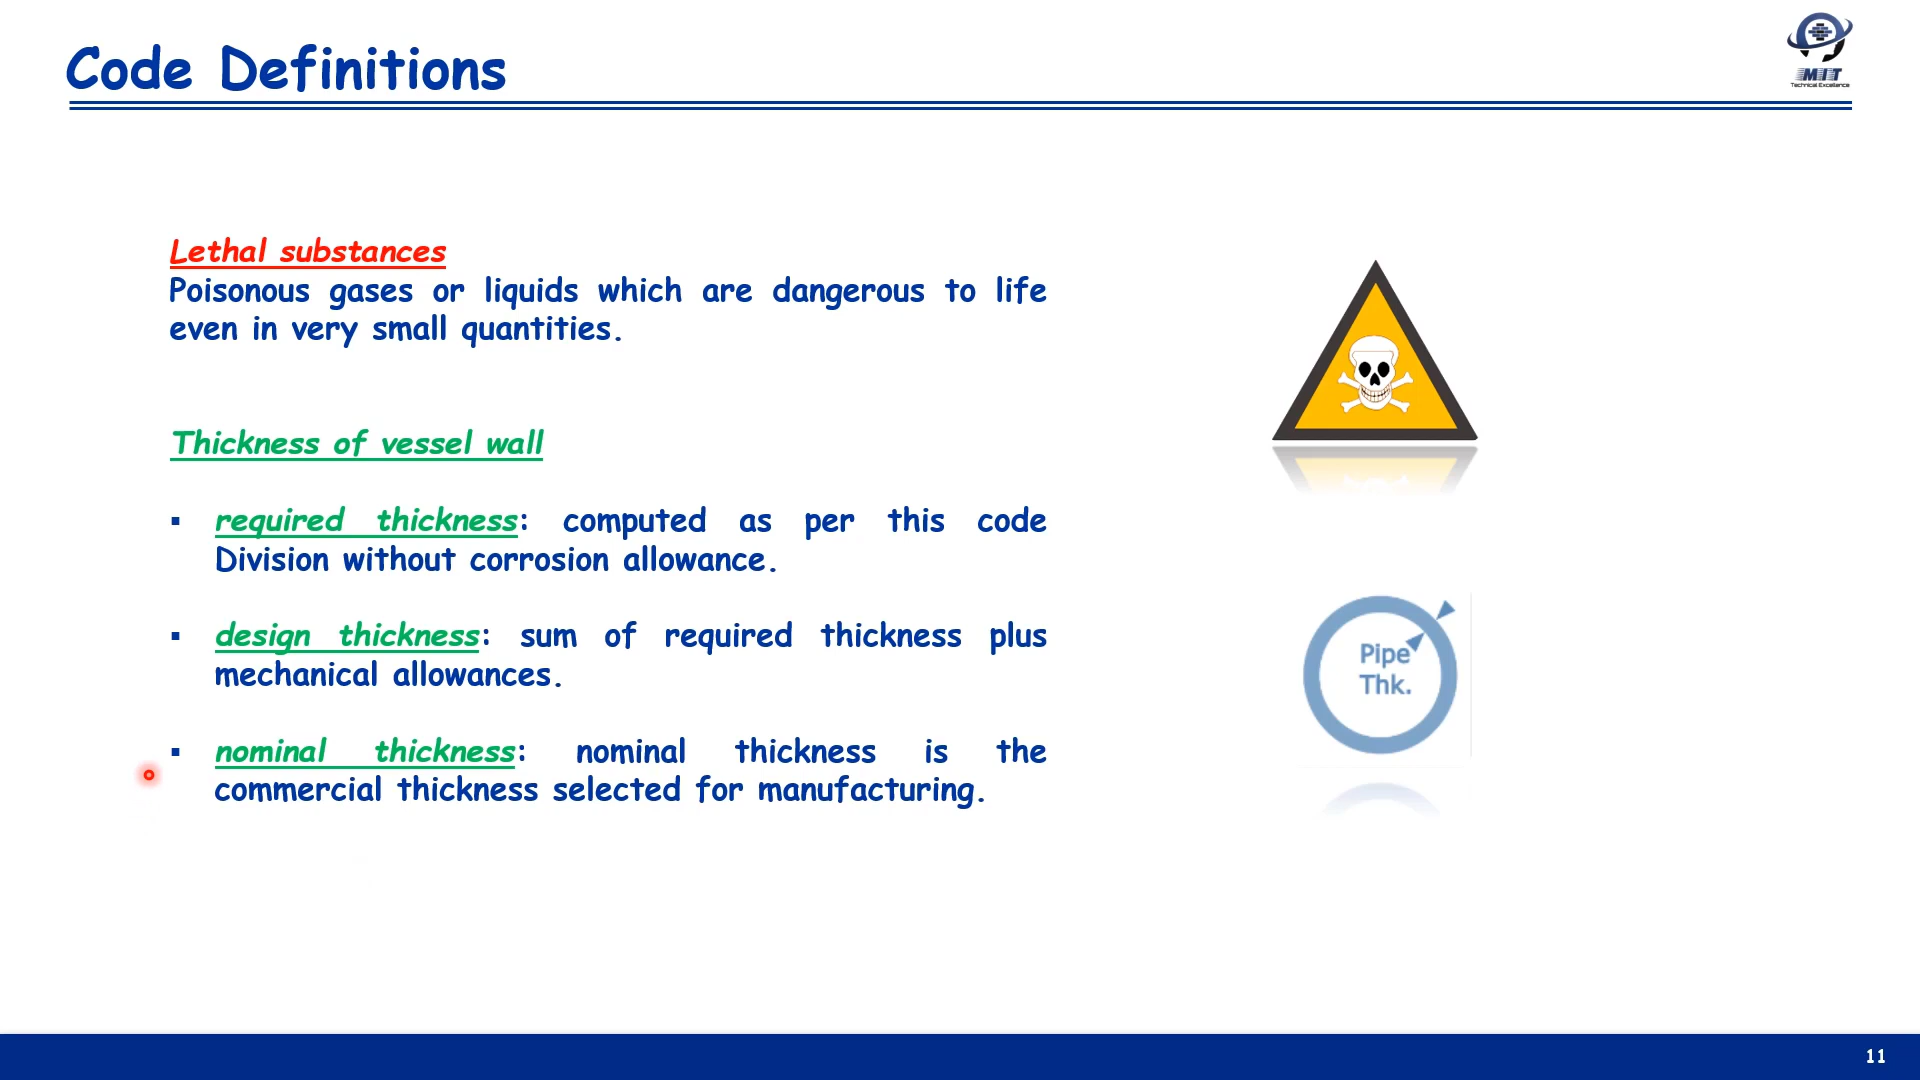 Code Definitions
MIT
Technical Excellance
Lethal substances
Poisonous gases or liquids which are dangerous to life
even in very small quantities.
Thickness of vessel wall
▪ required thickness: computed as per this code
Division without corrosion allowance.
▪ design thickness: sum of required thickness plus
mechanical allowances.
▪ nominal thickness: nominal thickness is the
commercial thickness selected for manufacturing.
Pipe
Thk.
11